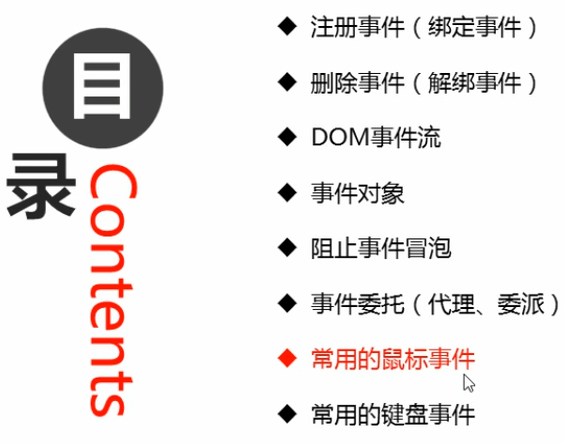 目录
Contents
◆ 注册事件（绑定事件）
◆ 删除事件（解绑事件）
◆ DOM事件流
◆ 事件对象
◆ 阻止事件冒泡
◆ 事件委托（代理、委派）
◆ 常用的鼠标事件
◆ 常用的键盘事件